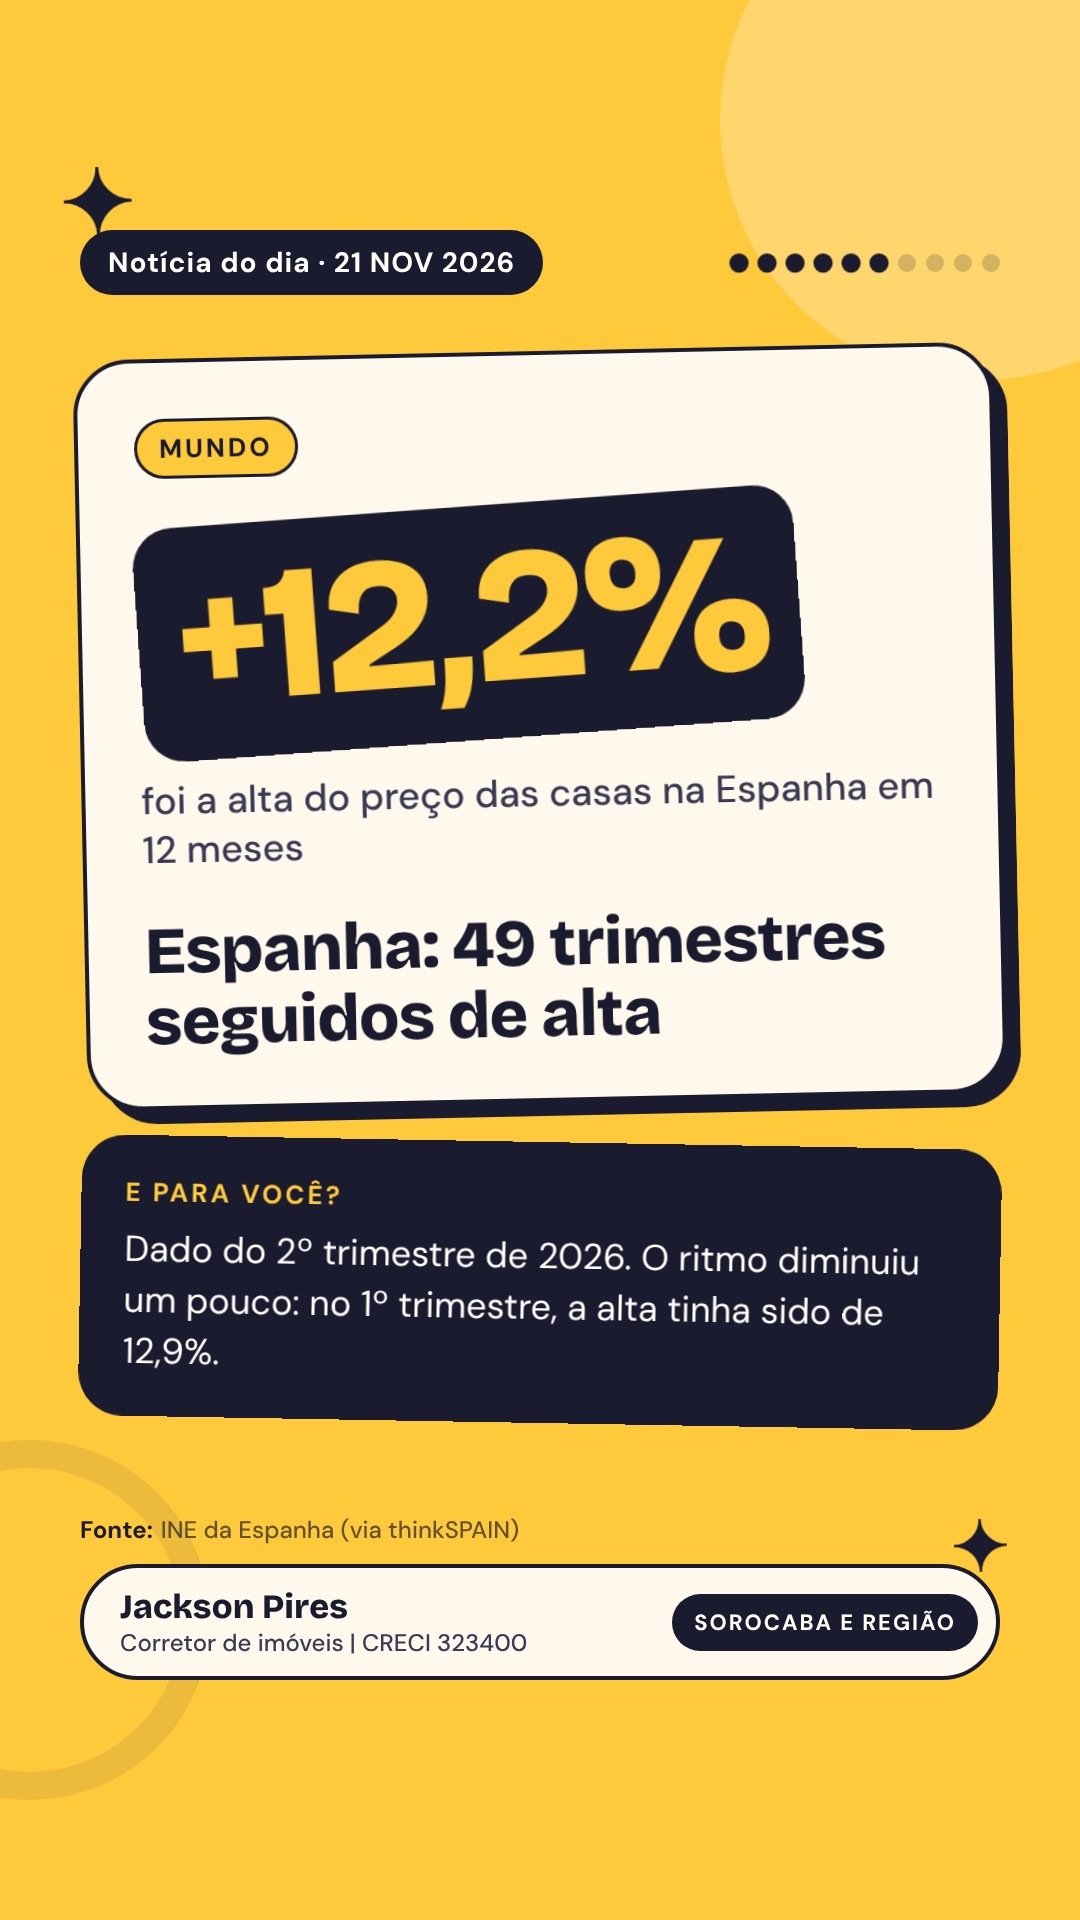 Notícia do dia · 21 NOV 2026
MUNDO
+12,2%
foi a alta do preço das casas na Espanha em
12 meses
Espanha: 49 trimestres
seguidos de alta
E PARA VOCÊ?
Dado do 2º trimestre de 2026. O ritmo diminuiu
um pouco: no 1º trimestre, a alta tinha sido de
12,9%.
Fonte: INE da Espanha (via thinkSPAIN)
Jackson Pires
Corretor de imóveis | CRECI 323400
SOROCABA E REGIÃO